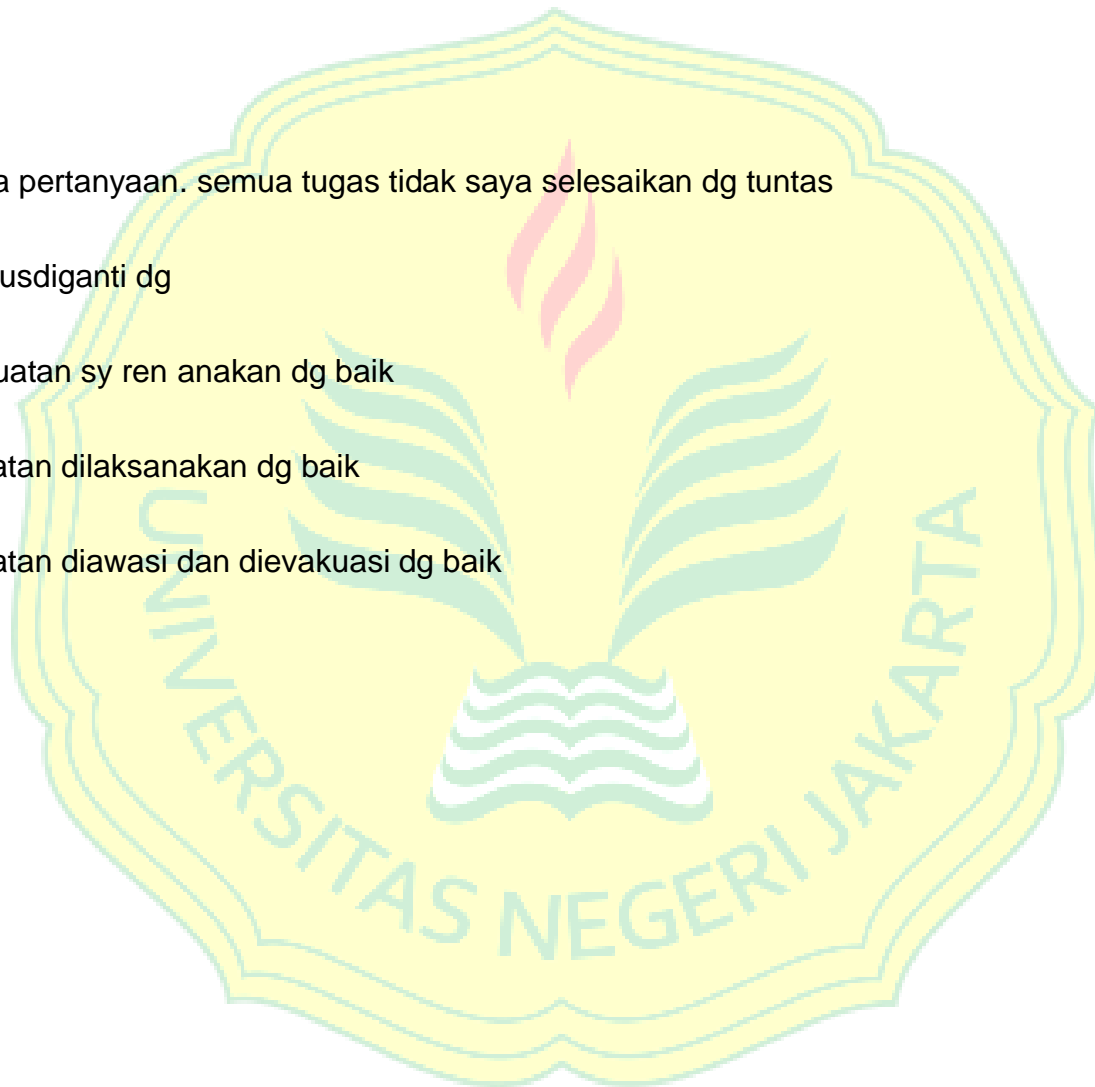 a pertanyaan. semua tugas tidak saya selesaikan dg tuntas
usdiganti dg
uatan sy ren anakan dg baik
atan dilaksanakan dg baik
atan diawasi dan dievakuasi dg baik
UNIVERSITAS NEGERI JAKARTA